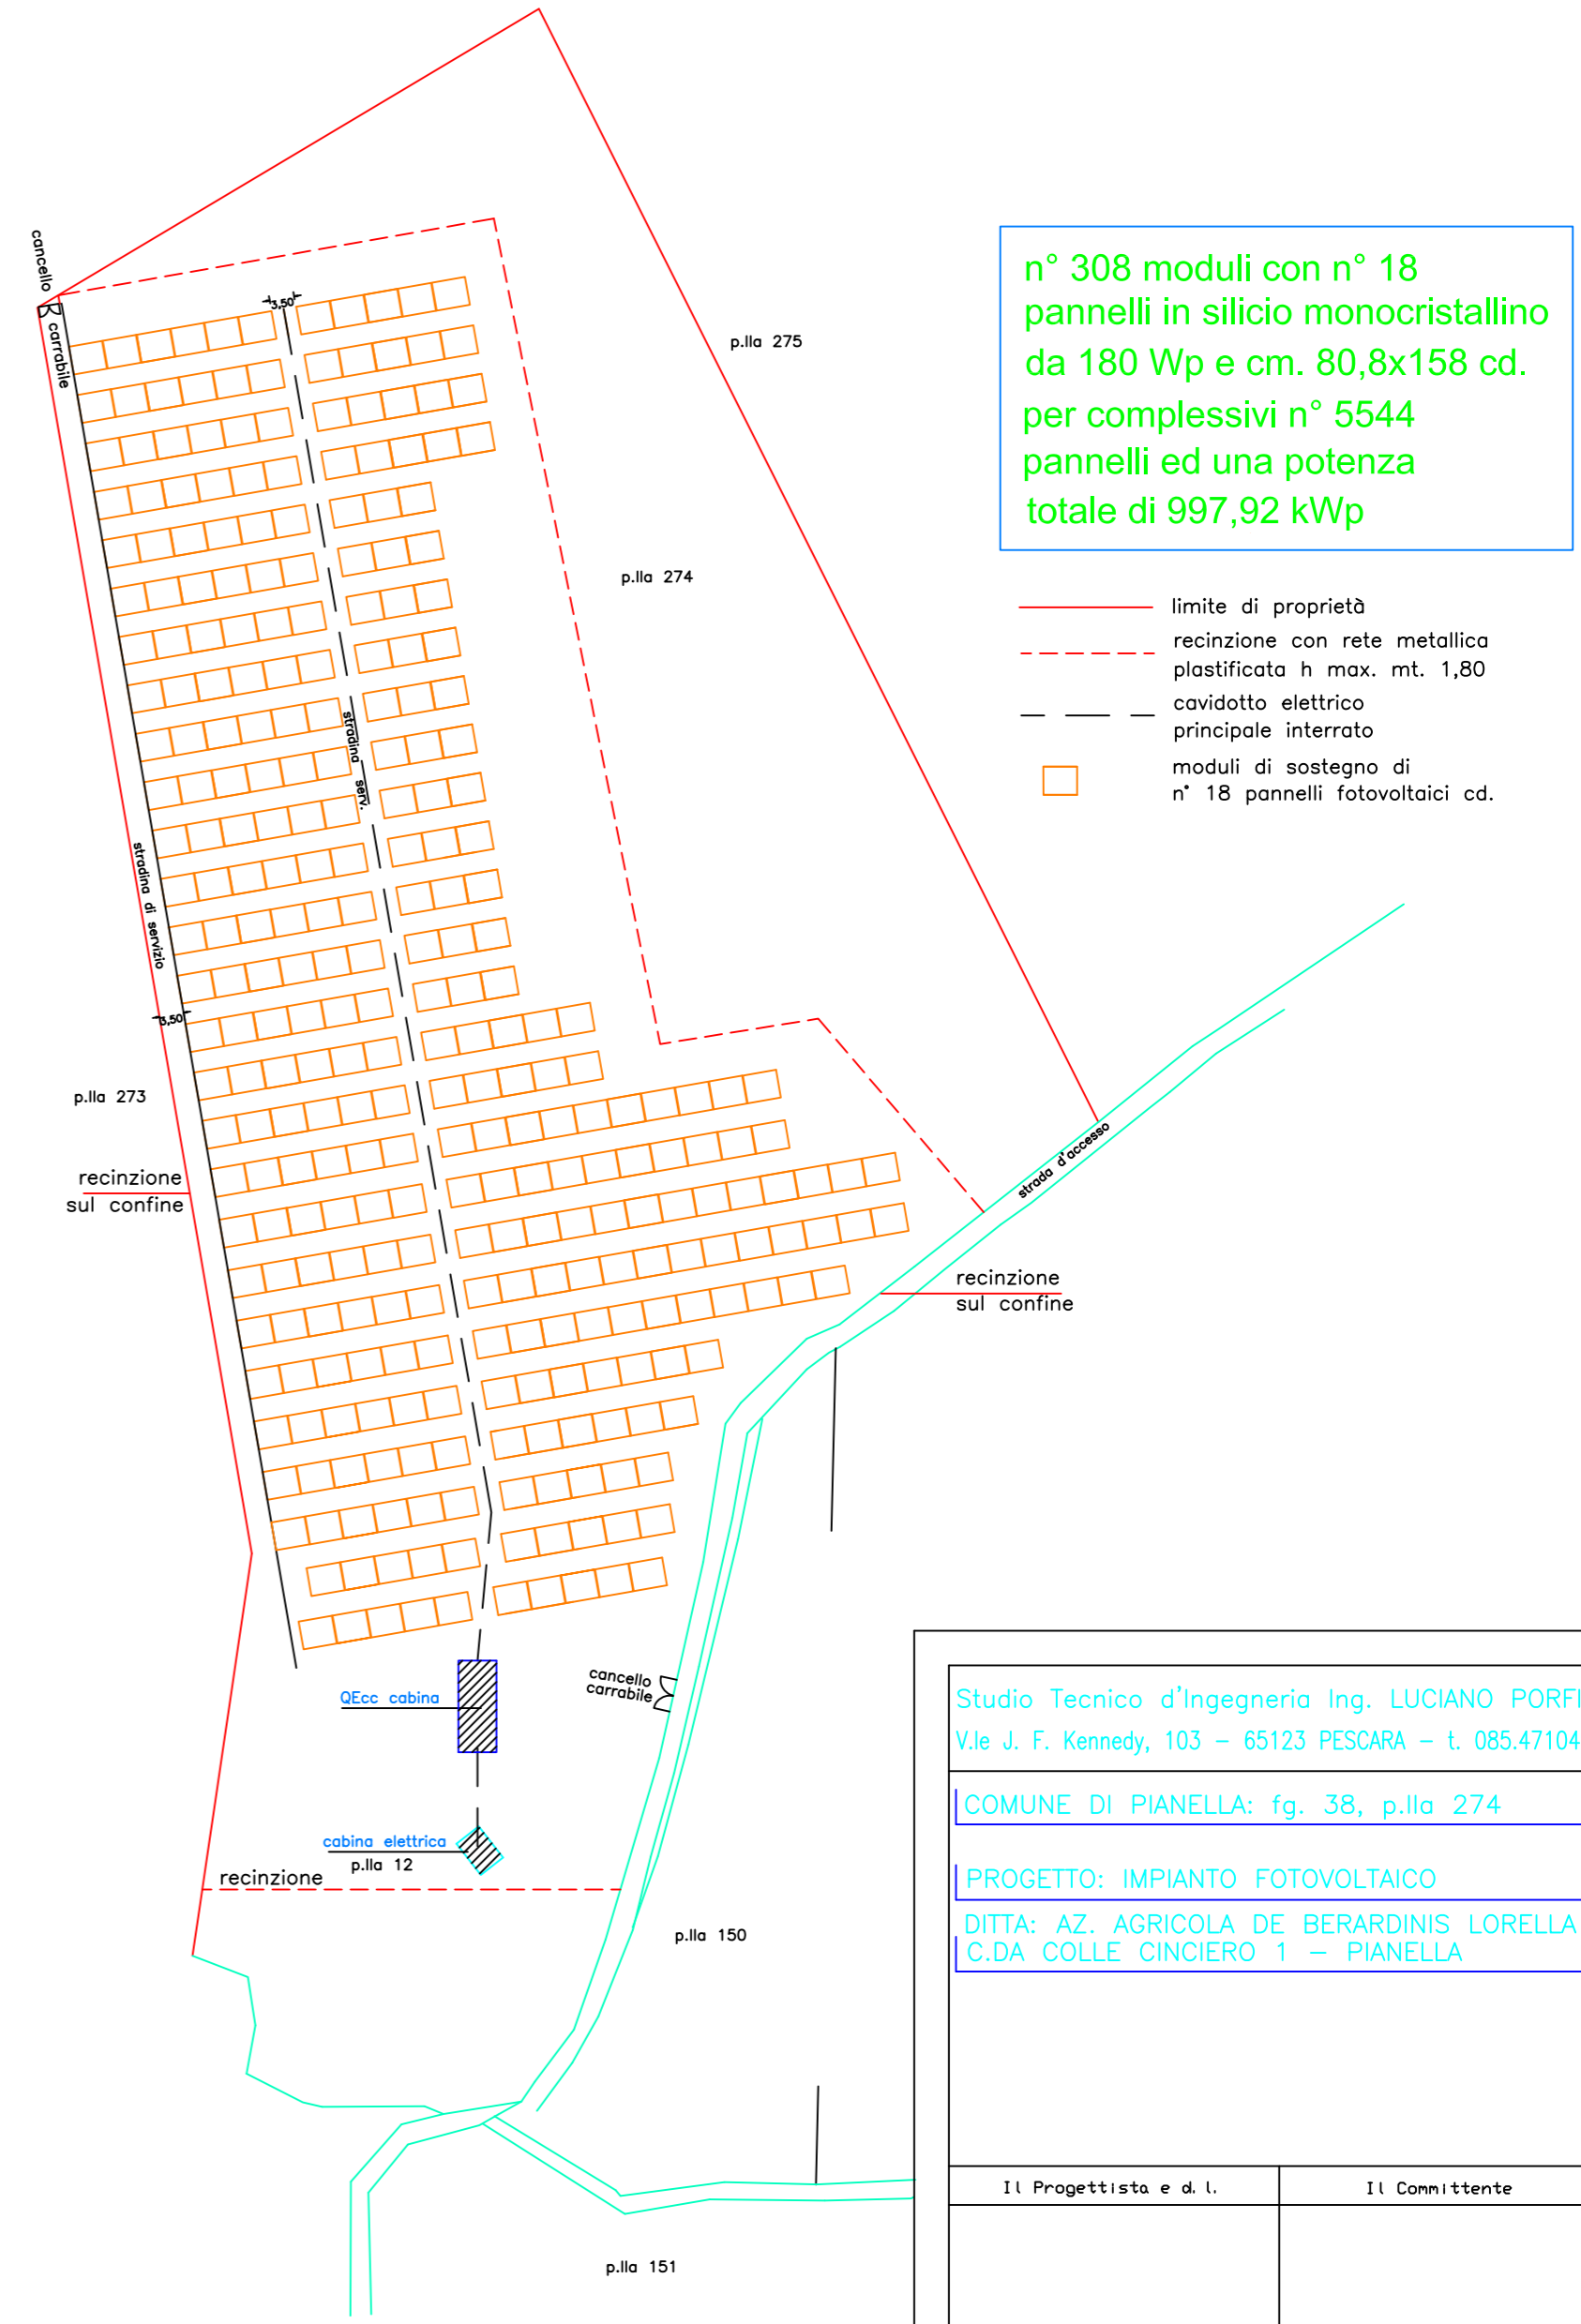 cancello
carrabile
3,50
n° 308 moduli con n° 18
pannelli in silicio monocristallino
da 180 Wp e cm. 80,8x158 cd.
per complessivi n° 5544
pannelli ed una potenza
totale di 997,92 kWp
p.lla 275
p.lla 274
limite di proprietà
recinzione con rete metallica
plastificata h max. mt. 1,80
cavidotto elettrico
principale interrato
moduli di sostegno di
n° 18 pannelli fotovoltaici cd.
stradina serv.
stradina di servizio
3,50
p.lla 273
recinzione
sul confine
strada d'accesso
recinzione
sul confine
cancello
carrabile
QEcc cabina
cabina elettrica
p.lla 12
recinzione
p.lla 150
p.lla 151
Studio Tecnico d'Ingegneria Ing. LUCIANO PORFI
V.le J. F. Kennedy, 103 – 65123 PESCARA – t. 085.47104
COMUNE DI PIANELLA: fg. 38, p.lla 274
PROGETTO: IMPIANTO FOTOVOLTAICO
DITTA: AZ. AGRICOLA DE BERARDINIS LORELLA
C.DA COLLE CINCIERO 1 – PIANELLA
Il Progettista e d. l.
Il Committente